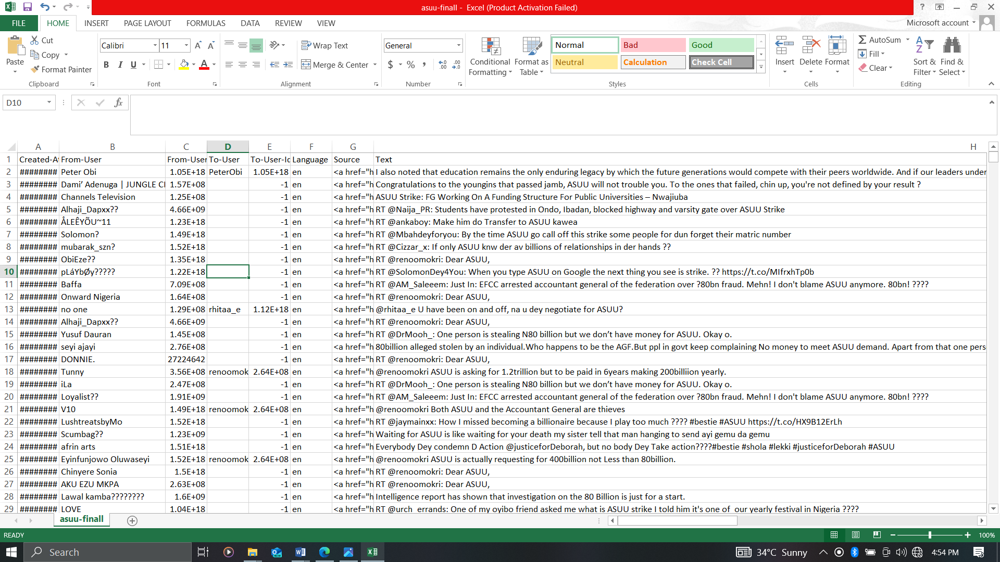 asuu-finall - Excel (Product Activation Failed)
FILE HOME INSERT PAGE LAYOUT FORMULAS DATA REVIEW VIEW Microsoft account
Paste Cut Copy Format Painter Clipboard
Calibri 11 B I U A Font
Wrap Text Merge & Center Alignment
General $ % , Number
Conditional Formatting Format as Table
Normal Bad Good
Neutral Calculation Check Cell
Styles
Insert Delete Format Cells
AutoSum Fill Clear Sort & Filter Find & Select Editing
D10 fx
A B C D E F G H
1 Created-A From-User From-User To-User To-User-Id Language Source Text
2 ######## Peter Obi 1.05E+18 PeterObi 1.05E+18 en <a href="h I also noted that education remains the only enduring legacy by which the future generations would compete with their peers worldwide. And if our leaders under
3 ######## Dami’ Adenuga | JUNGLE CI 1.57E+08 -1 en <a href="h Congratulations to the youngins that passed jamb, ASUU will not trouble you. To the ones that failed, chin up, you're not defined by your result ?
4 ######## Channels Television 1.25E+08 -1 en <a href="h ASUU Strike: FG Working On A Funding Structure For Public Universities – Nwajiuba
5 ######## Alhaji_Dapxx?? 4.66E+09 -1 en <a href="h RT @Naija_PR: Students have protested in Ondo, Ibadan, blocked highway and varsity gate over ASUU Strike
6 ######## ÅLEÊYÕU~11 1.23E+18 -1 en <a href="h RT @ankaboy: Make him do Transfer to ASUU kawea
7 ######## Solomon? 1.49E+18 -1 en <a href="h RT @Mbahdeyforyou: By the time ASUU go call off this strike some people for dun forget their matric number
8 ######## mubarak_szn? 1.52E+18 -1 en <a href="h RT @Cizzar_x: If only ASUU knw der av billions of relationships in der hands ??
9 ######## ObiEze?? 1.35E+18 -1 en <a href="h RT @renoomokri: Dear ASUU,
10 ######## pLáYbØy????? 1.22E+18 -1 en <a href="h RT @SolomonDey4You: When you type ASUU on Google the next thing you see is strike. ?? https://t.co/MIfrxhTp0b
11 ######## Baffa 7.09E+08 -1 en <a href="h RT @AM_Saleeem: Just In: EFCC arrested accountant general of the federation over ?80bn fraud. Mehn! I don't blame ASUU anymore. 80bn! ????
12 ######## Onward Nigeria 1.64E+08 -1 en <a href="h RT @renoomokri: Dear ASUU,
13 ######## no one 1.29E+08 rhitaa_e 1.12E+18 en <a href="h @rhitaa_e U have been on and off, na u dey negotiate for ASUU?
14 ######## Alhaji_Dapxx?? 4.66E+09 -1 en <a href="h RT @renoomokri: Dear ASUU,
15 ######## Yusuf Dauran 1.45E+08 -1 en <a href="h RT @DrMooh_: One person is stealing N80 billion but we don’t have money for ASUU. Okay o.
16 ######## seyi ajayi 2.76E+08 -1 en <a href="h 80billion alleged stolen by an individual.Who happens to be the AGF.But ppl in govt keep complaining No money to meet ASUU demand. Apart from that one pers
17 ######## DONNIE. 27224642 -1 en <a href="h RT @renoomokri: Dear ASUU,
18 ######## Tunny 3.56E+08 renoomok 2.64E+08 en <a href="h @renoomokri ASUU is asking for 1.2trillion but to be paid in 6years making 200billiion yearly.
19 ######## iLa 2.47E+08 -1 en <a href="h RT @DrMooh_: One person is stealing N80 billion but we don’t have money for ASUU. Okay o.
20 ######## Loyalist?? 1.91E+09 -1 en <a href="h RT @AM_Saleeem: Just In: EFCC arrested accountant general of the federation over ?80bn fraud. Mehn! I don't blame ASUU anymore. 80bn! ????
21 ######## V10 1.49E+18 renoomok 2.64E+08 en <a href="h @renoomokri Both ASUU and the Accountant General are thieves
22 ######## LushtreatsbyMo 1.52E+18 -1 en <a href="h RT @jaymainxx: How I missed becoming a billionaire because I play too much ???? #bestie #ASUU https://t.co/HX9B12ErLh
23 ######## Scumbag?? 1.23E+09 -1 en <a href="h Waiting for ASUU is like waiting for your death my sister tell that man hanging to send ayi gemu da gemu
24 ######## afrin arts 1.51E+18 -1 en <a href="h Everybody Dey condemn D Action @justiceforDeborah, but no body Dey Take action????#bestie #shola #lekki #justiceforDeborah #ASUU
25 ######## Eyinfunjowo Oluwaseyi 1.52E+18 renoomok 2.64E+08 en <a href="h @renoomokri ASUU is actually requesting for 400billion not Less than 80billion.
26 ######## Chinyere Sonia 1.5E+18 -1 en <a href="h RT @renoomokri: Dear ASUU,
27 ######## AKU EZU MKPA 2.63E+08 -1 en <a href="h RT @renoomokri: Dear ASUU,
28 ######## Lawal kamba???????? 1.6E+09 -1 en <a href="h Intelligence report has shown that investigation on the 80 Billion is just for a start.
29 ######## LOVE 1.04E+18 -1 en <a href="h RT @urch_errands: One of my oyibo friend asked me what is ASUU strike I told him it's one of our yearly festival in Nigeria ????
asuu-finall
READY 100%
Search 34°C Sunny 4:54 PM